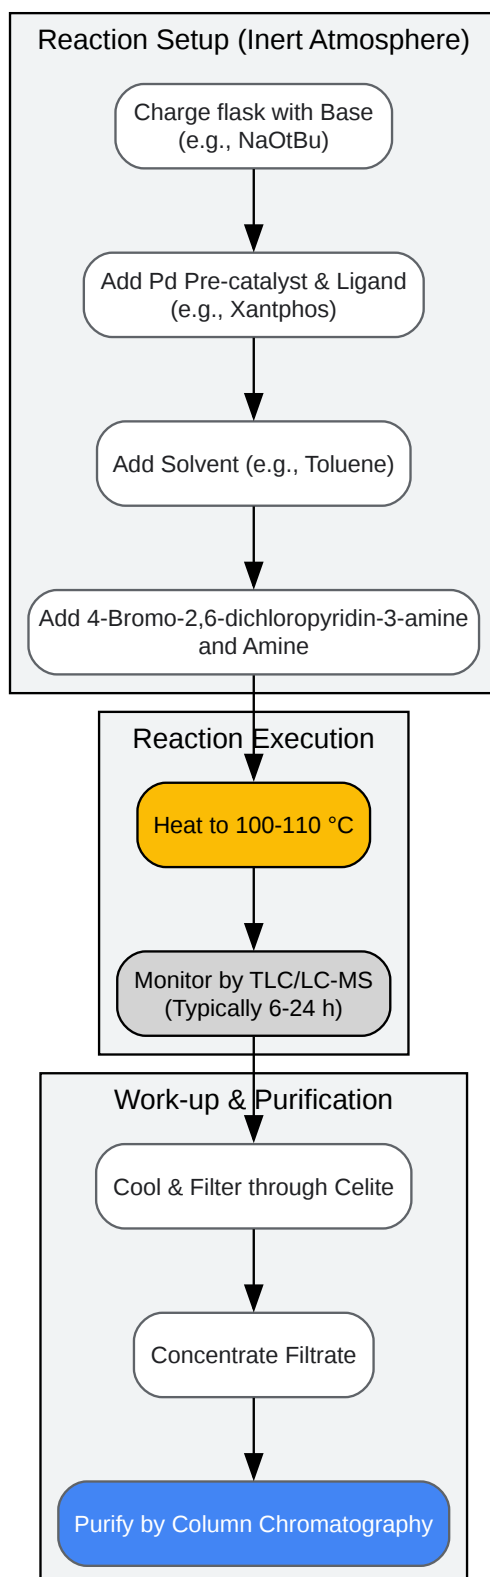 Reaction Setup (Inert Atmosphere)
Charge flask with Base
(e.g., NaOtBu)
Add Pd Pre-catalyst & Ligand
(e.g., Xantphos)
Add Solvent (e.g., Toluene)
Add 4-Bromo-2,6-dichloropyridin-3-amine
and Amine
Reaction Execution
Heat to 100-110 °C
Monitor by TLC/LC-MS
(Typically 6-24 h)
Work-up & Purification
Cool & Filter through Celite
Concentrate Filtrate
Purify by Column Chromatography